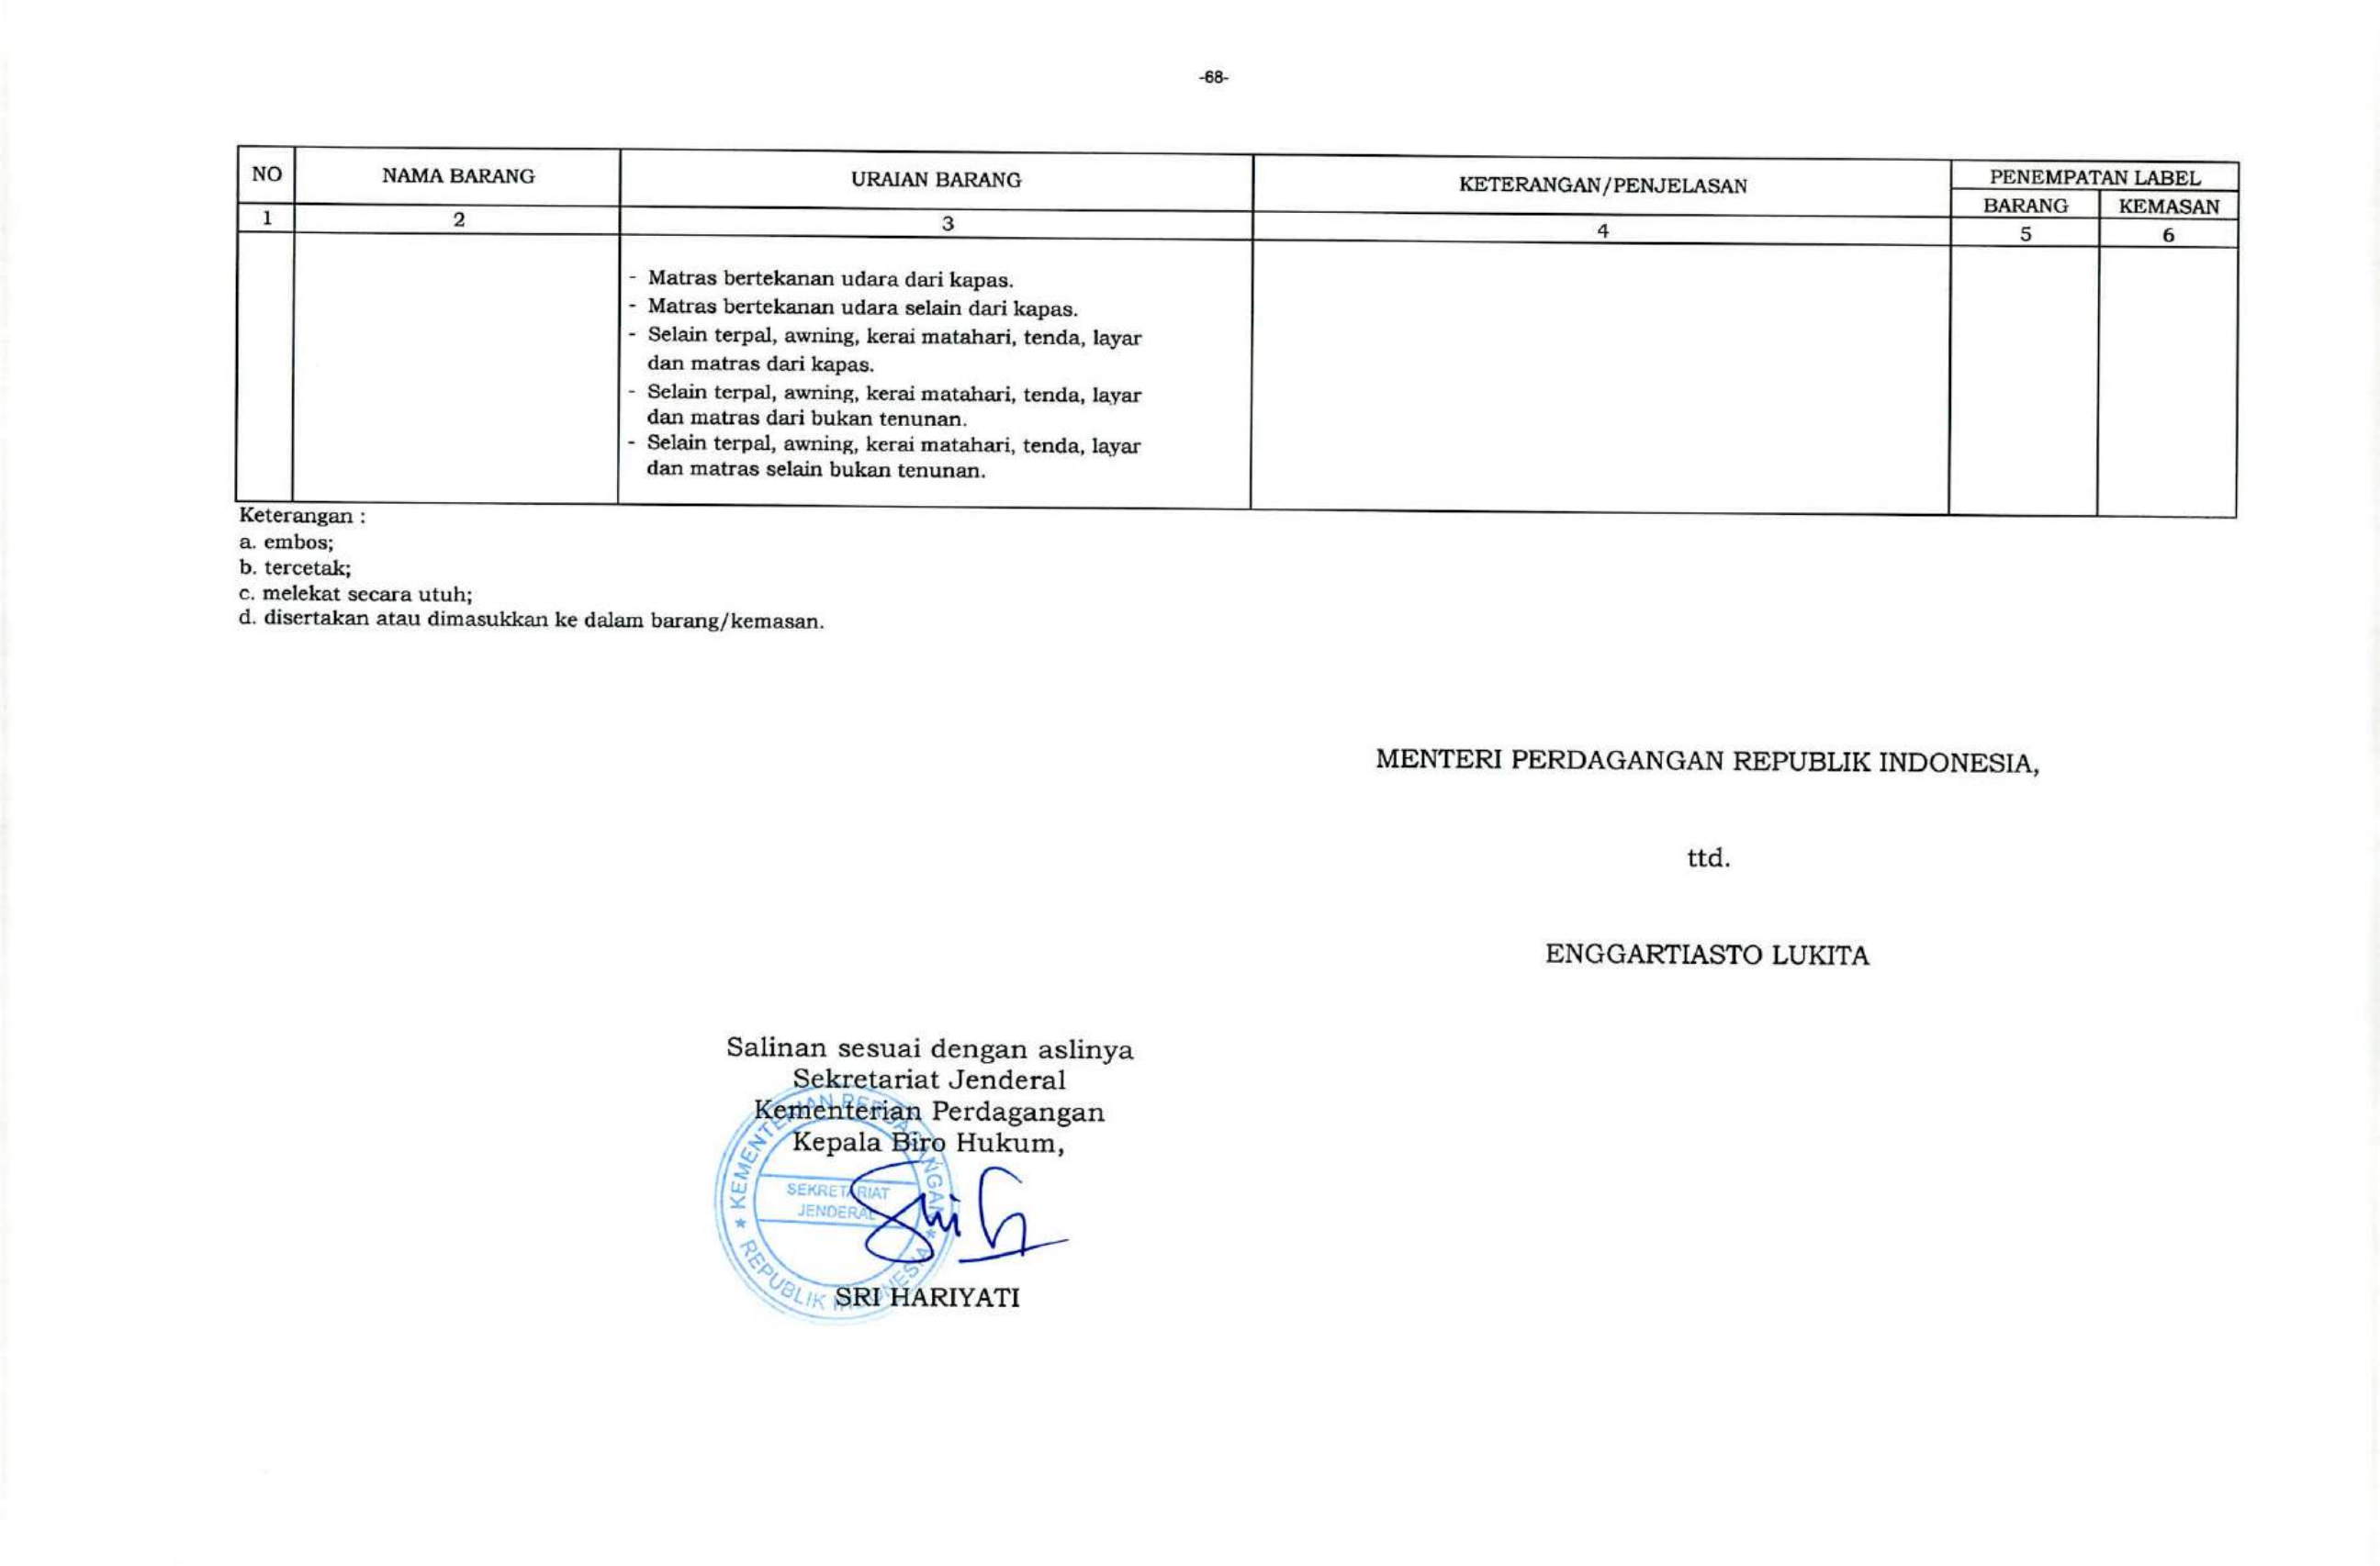 -68-
NO NAMA BARANG URAIAN BARANG KETERANGAN/PENJELASAN PENEMPATAN LABEL
BARANG KEMASAN
1 2 3 4 5 6
- Matras bertekanan udara dari kapas.
- Matras bertekanan udara selain dari kapas.
- Selain terpal, awning, kerai matahari, tenda, layar
dan matras dari kapas.
- Selain terpal, awning, kerai matahari, tenda, layar
dan matras dari bukan tenunan.
- Selain terpal, awning, kerai matahari, tenda, layar
dan matras selain bukan tenunan.
Keterangan :
a. embos;
b. tercetak;
c. melekat secara utuh;
d. disertakan atau dimasukkan ke dalam barang/kemasan.
MENTERI PERDAGANGAN REPUBLIK INDONESIA,
ttd.
ENGGARTIASTO LUKITA
Salinan sesuai dengan aslinya
Sekretariat Jenderal
Kementerian Perdagangan
Kepala Biro Hukum,
KEMENTERIAN PERDAGANGAN
SEKRETARIAT
JENDERAL
REPUBLIK INDONESIA
SRI HARIYATI